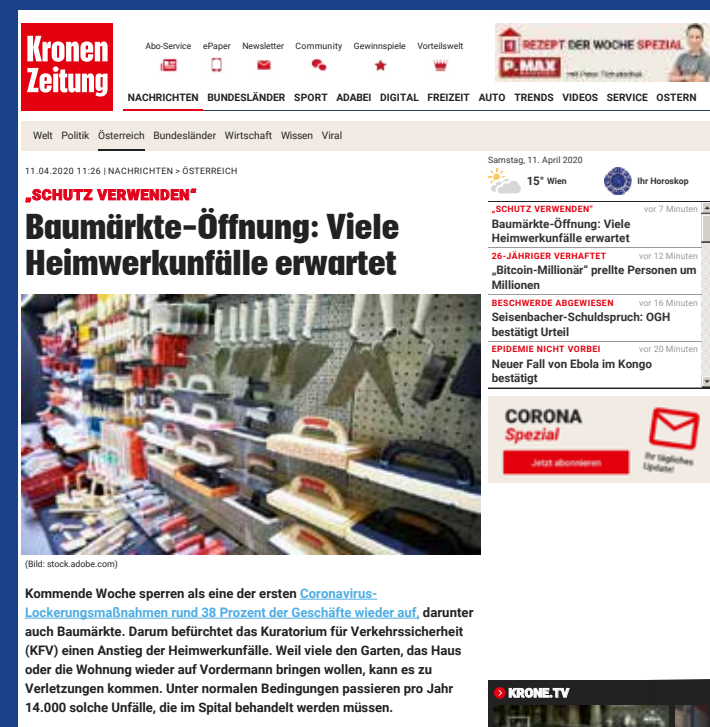 Kronen
Zeitung
Abo-Service ePaper Newsletter Community Gewinnspiele Vorteilswelt
REZEPT DER WOCHE SPEZIAL
P.MAX
mit Peter Tichatschek
NACHRICHTEN BUNDESLÄNDER SPORT ADABEI DIGITAL FREIZEIT AUTO TRENDS VIDEOS SERVICE OSTERN
Welt Politik Österreich Bundesländer Wirtschaft Wissen Viral
11.04.2020 11:26 | NACHRICHTEN > ÖSTERREICH
„SCHUTZ VERWENDEN“
Baumärkte-Öffnung: Viele
Heimwerkunfälle erwartet
(Bild: stock.adobe.com)
Kommende Woche sperren als eine der ersten Coronavirus-
Lockerungsmaßnahmen rund 38 Prozent der Geschäfte wieder auf, darunter
auch Baumärkte. Darum befürchtet das Kuratorium für Verkehrssicherheit
(KFV) einen Anstieg der Heimwerkunfälle. Weil viele den Garten, das Haus
oder die Wohnung wieder auf Vordermann bringen wollen, kann es zu
Verletzungen kommen. Unter normalen Bedingungen passieren pro Jahr
14.000 solche Unfälle, die im Spital behandelt werden müssen.
Samstag, 11. April 2020
15° Wien Ihr Horoskop
„SCHUTZ VERWENDEN“ vor 7 Minuten
Baumärkte-Öffnung: Viele
Heimwerkunfälle erwartet
26-JÄHRIGER VERHAFTET vor 12 Minuten
„Bitcoin-Millionär“ prellte Personen um
Millionen
BESCHWERDE ABGEWIESEN vor 16 Minuten
Seisenbacher-Schuldspruch: OGH
bestätigt Urteil
EPIDEMIE NICHT VORBEI vor 20 Minuten
Neuer Fall von Ebola im Kongo
bestätigt
CORONA
Spezial
Jetzt abonnieren
Ihr tägliches
Update!
KRONE.TV